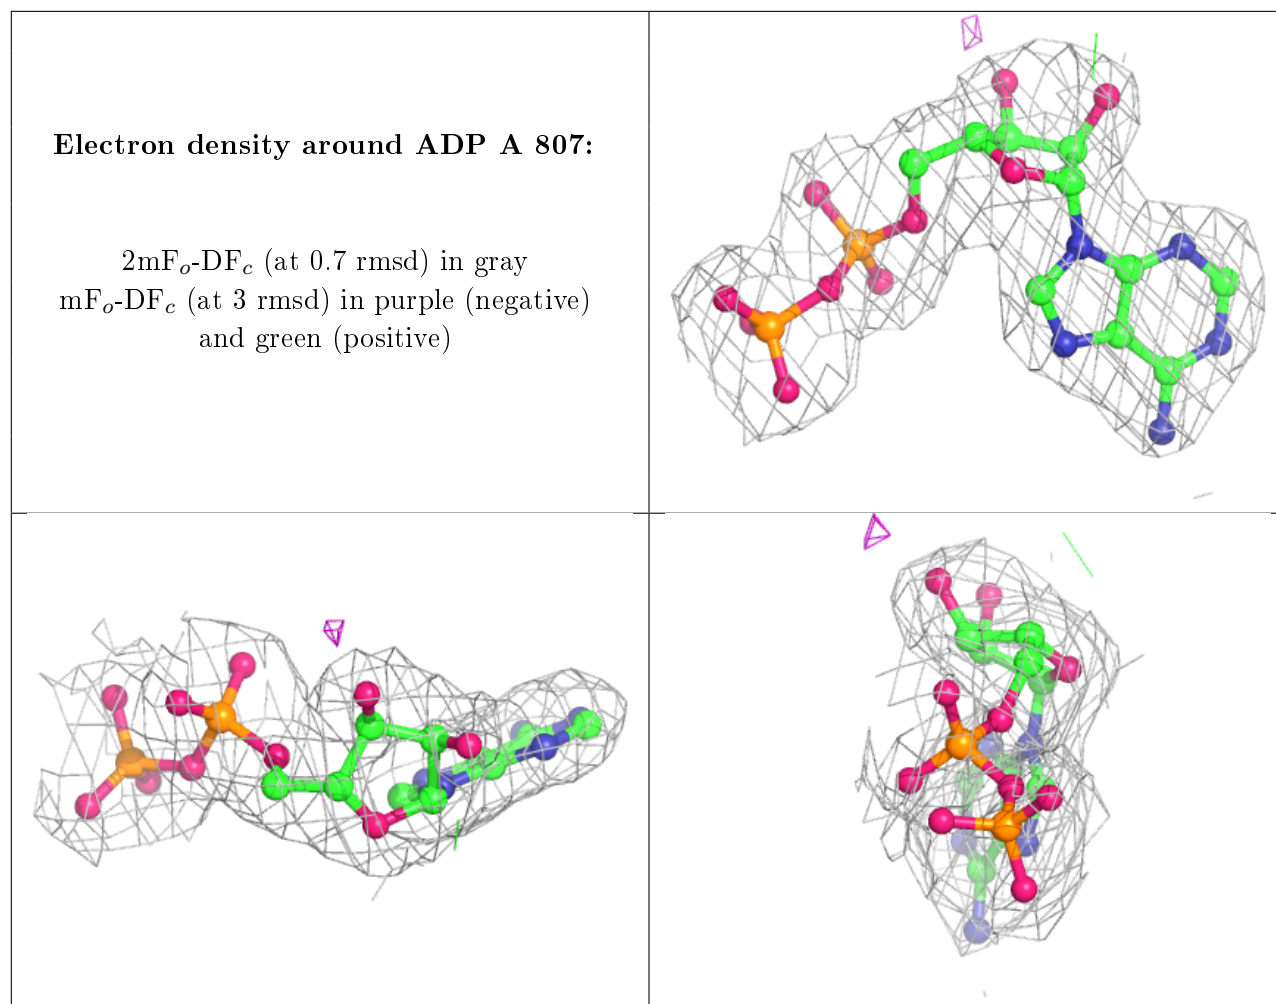 Electron density around ADP A 807:
2mFo-DFc (at 0.7 rmsd) in gray
mFo-DFc (at 3 rmsd) in purple (negative)
and green (positive)